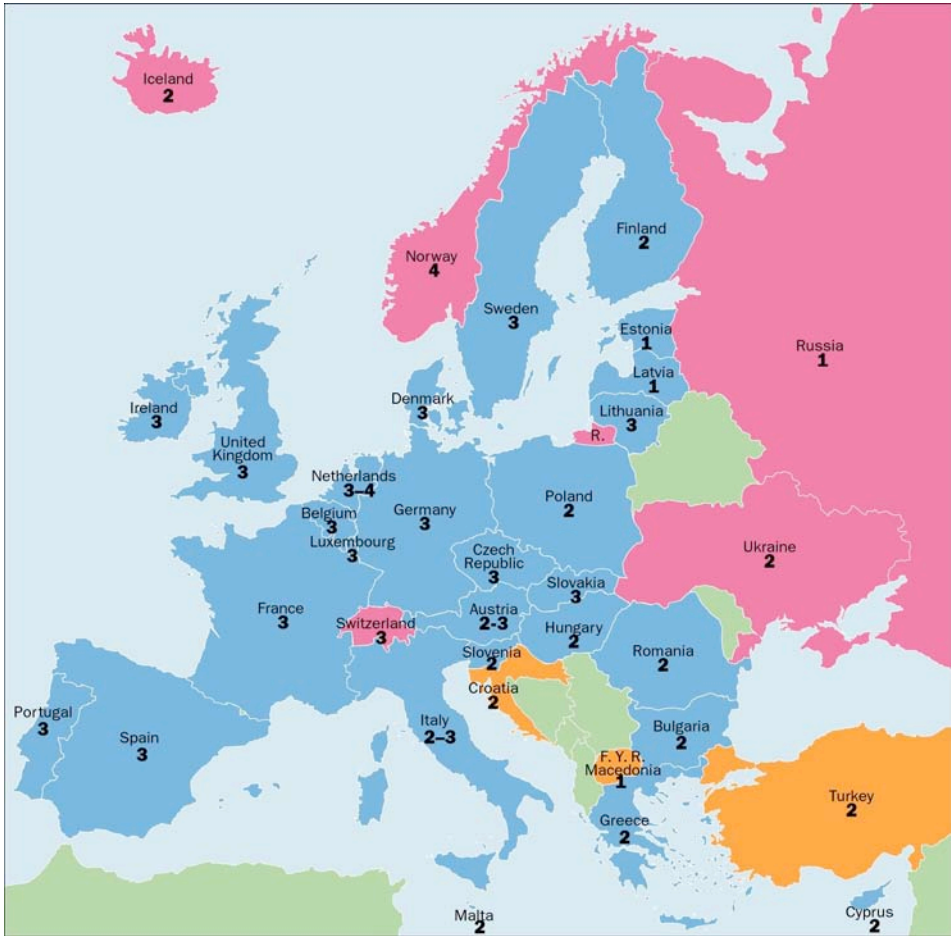 Iceland
2
Norway
4
Finland
2
Sweden
3
Estonia
1
Russia
1
Latvia
1
Denmark
3
Lithuania
3
Ireland
3
R.
United
Kingdom
3
Netherlands
3–4
Poland
2
Belgium
3
Germany
3
Luxembourg
3
Ukraine
2
Czech
Republic
3
Slovakia
3
France
3
Austria
2-3
Switzerland
3
Hungary
2
Slovenia
2
Romania
2
Croatia
2
Portugal
3
Spain
3
Italy
2–3
Bulgaria
2
F. Y. R.
Macedonia
1
Turkey
2
Greece
2
Malta
2
Cyprus
2